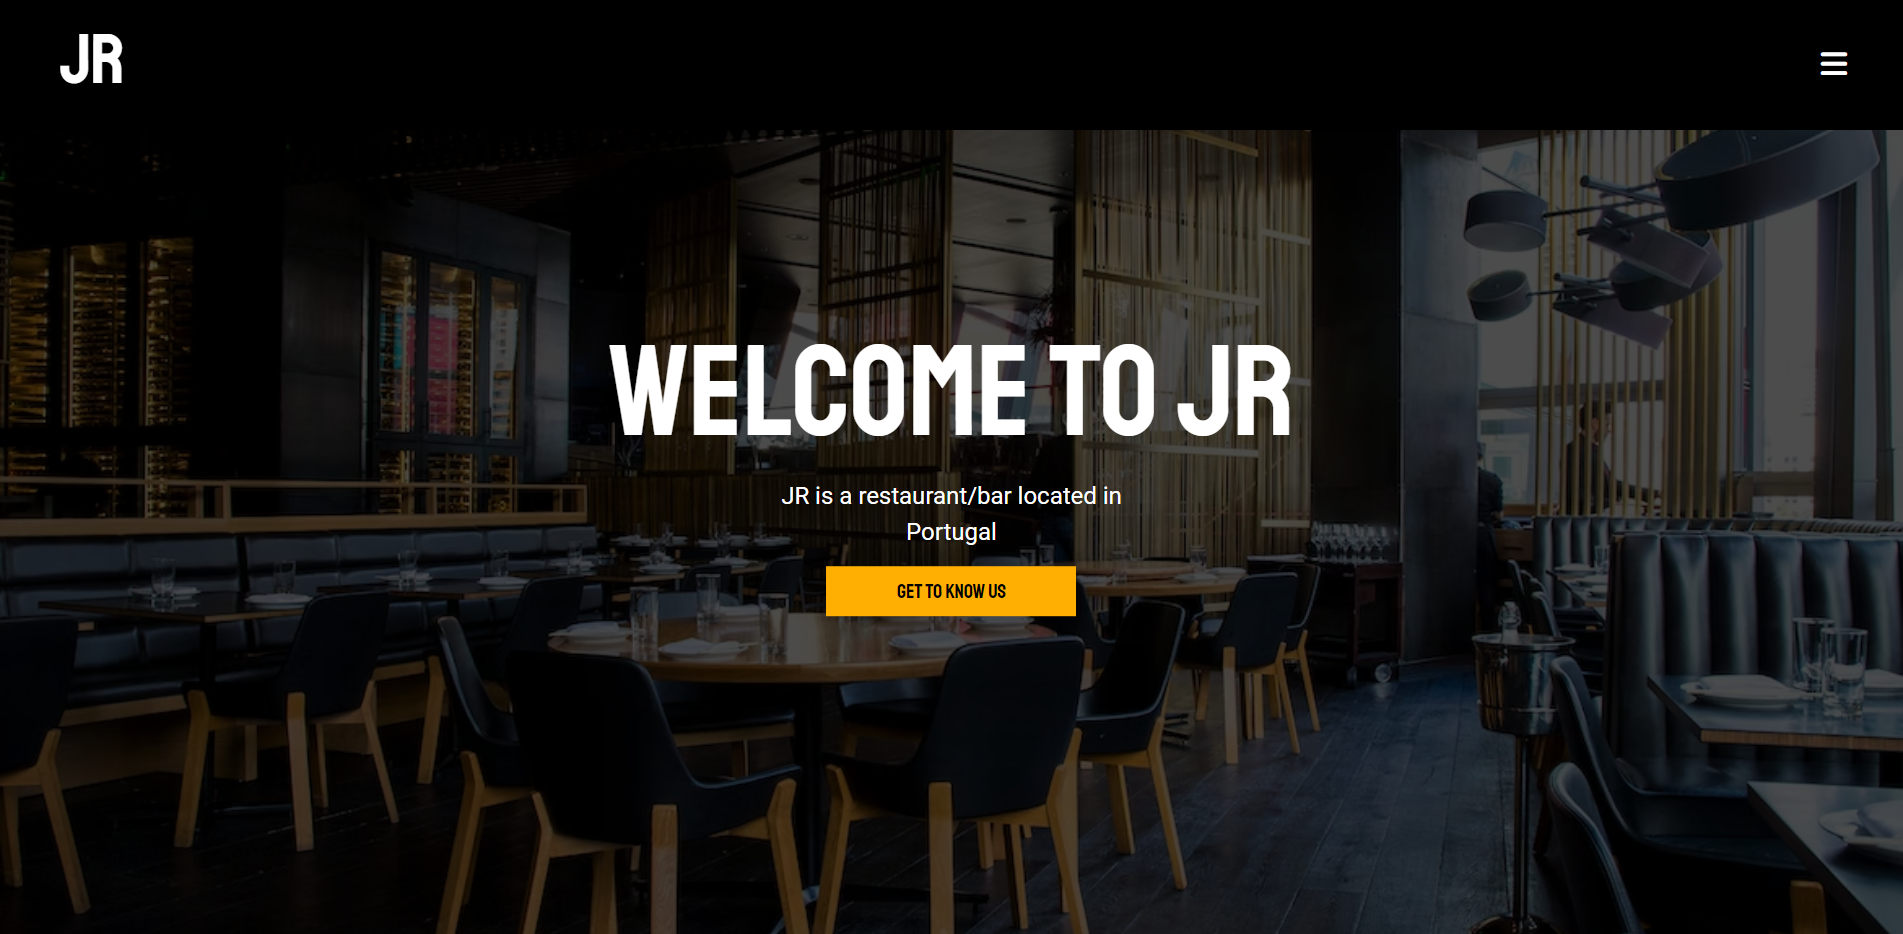 JR
WELCOME TO JR
JR is a restaurant/bar located in
Portugal
GET TO KNOW US